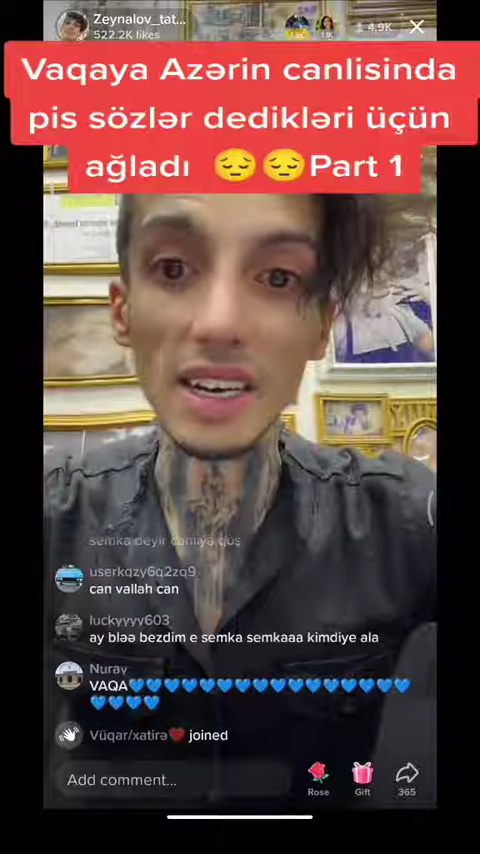 Zeynalov_tat...
522.2K likes
4.9K
Vaqaya Azərin canlisinda
pis sözlər dedikləri üçün
ağladı 😔😔Part 1
semka deyir canliya qoş
userkqzy6q2zq9
can vallah can
luckyyyy603
ay bləə bezdim e semka semkaaa kimdiye ala
Nuray
VAQA💙💙💙💙💙💙💙💙💙💙💙💙💙💙💙💙
💙💙💙💙
Vüqar/xatirə❤️ joined
Add comment...
Rose
Gift
365